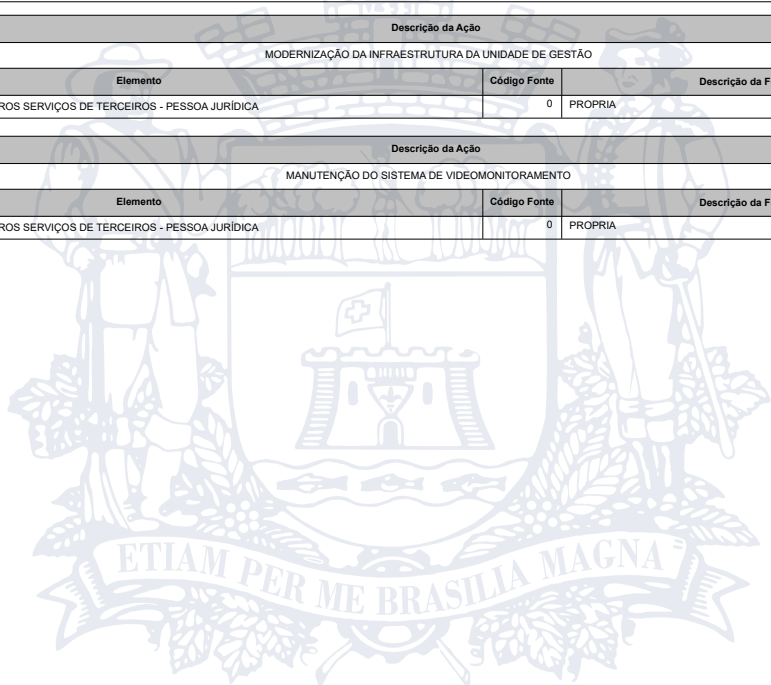 Descrição da Ação
MODERNIZAÇÃO DA INFRAESTRUTURA DA UNIDADE DE GESTÃO
Elemento Código Fonte Descrição da F
ROS SERVIÇOS DE TERCEIROS - PESSOA JURÍDICA 0 PROPRIA
Descrição da Ação
MANUTENÇÃO DO SISTEMA DE VIDEOMONITORAMENTO
Elemento Código Fonte Descrição da F
ROS SERVIÇOS DE TERCEIROS - PESSOA JURÍDICA 0 PROPRIA
ETIAM PER ME BRASILIA MAGNA